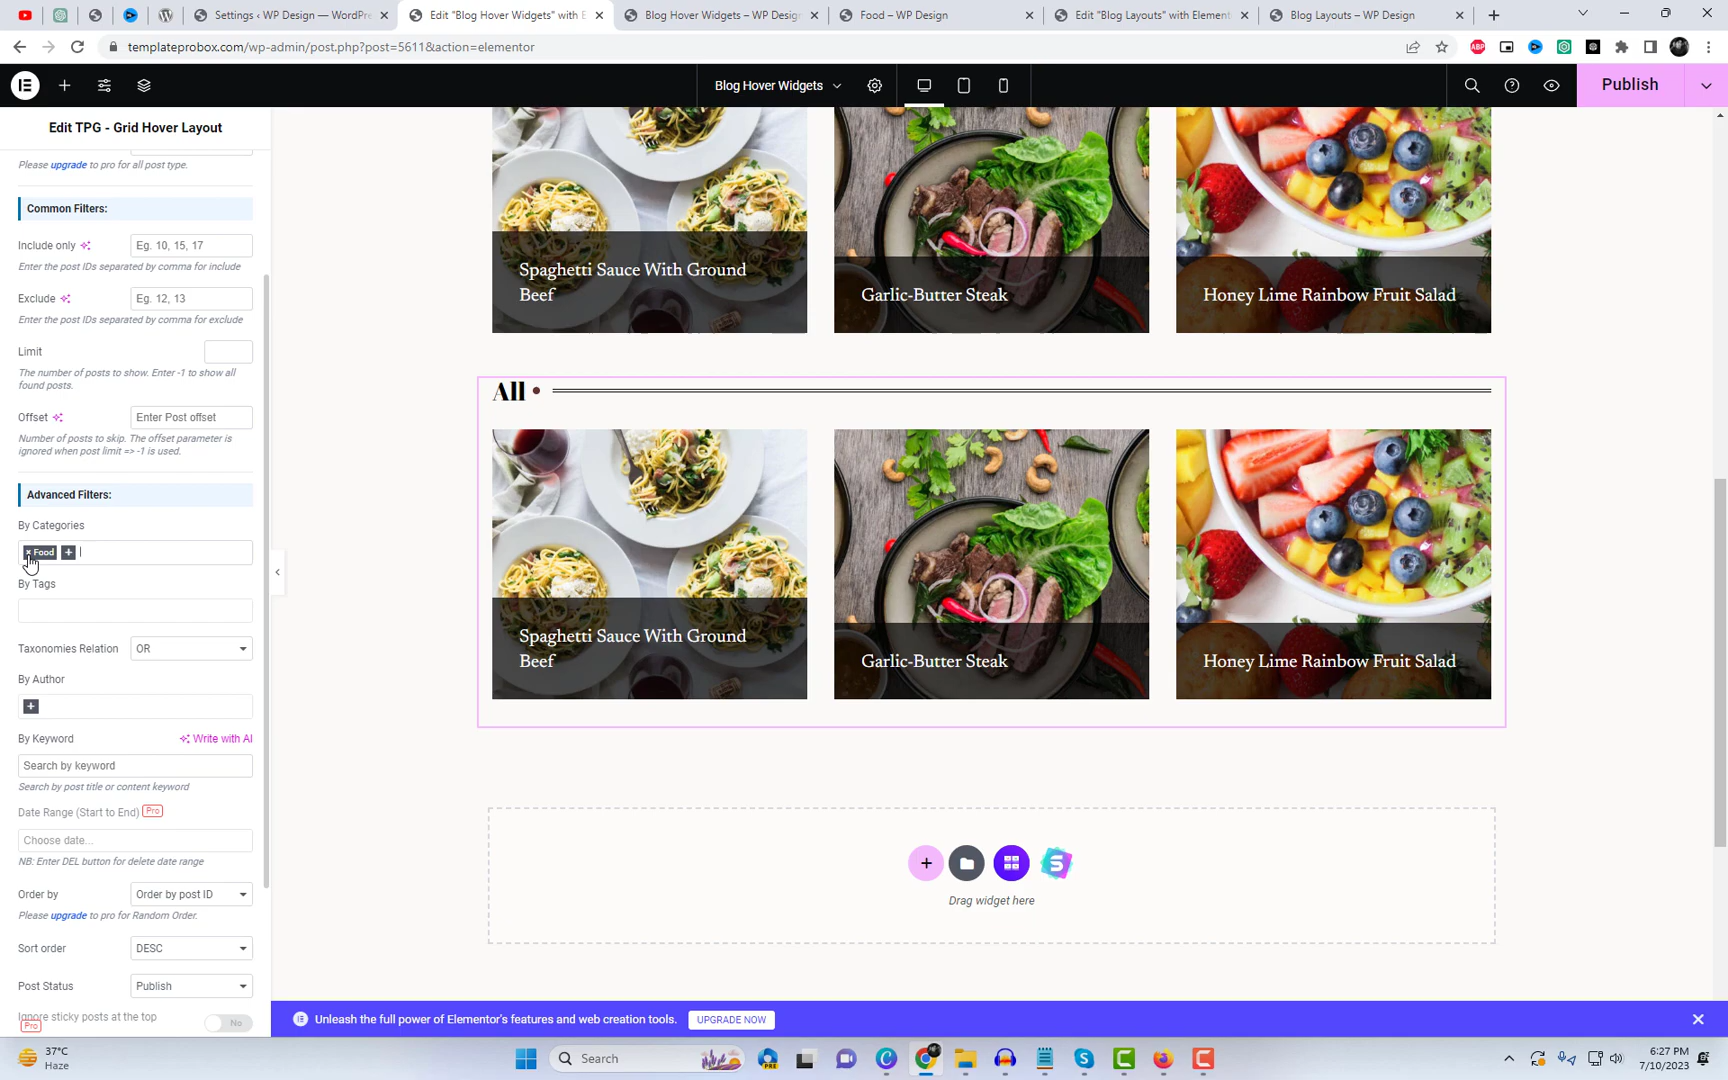 Settings ‹ WP Design — WordPre
Edit "Blog Hover Widgets" with E
Blog Hover Widgets – WP Design
Food – WP Design
Edit "Blog Layouts" with Element
Blog Layouts – WP Design
templateprobox.com/wp-admin/post.php?post=5611&action=elementor
ABP
Blog Hover Widgets
Publish
Edit TPG - Grid Hover Layout
Please upgrade to pro for all post type.
Common Filters:
Include only
Eg. 10, 15, 17
Enter the post IDs separated by comma for include
Exclude
Eg. 12, 13
Enter the post IDs separated by comma for exclude
Limit
The number of posts to show. Enter -1 to show all
found posts.
Offset
Enter Post offset
Number of posts to skip. The offset parameter is
ignored when post limit => -1 is used.
Advanced Filters:
By Categories
× Food
+
By Tags
Taxonomies Relation
OR
By Author
+
By Keyword
Write with AI
Search by keyword
Search by post title or content keyword
Date Range (Start to End)
Pro
Choose date...
NB: Enter DEL button for delete date range
Order by
Order by post ID
Please upgrade to pro for Random Order.
Sort order
DESC
Post Status
Publish
Ignore sticky posts at the top
Pro
No
Spaghetti Sauce With Ground
Beef
Garlic-Butter Steak
Honey Lime Rainbow Fruit Salad
All
Spaghetti Sauce With Ground
Beef
Garlic-Butter Steak
Honey Lime Rainbow Fruit Salad
Drag widget here
Unleash the full power of Elementor's features and web creation tools.
UPGRADE NOW
37°C
Haze
Search
PRE
6:27 PM
7/10/2023